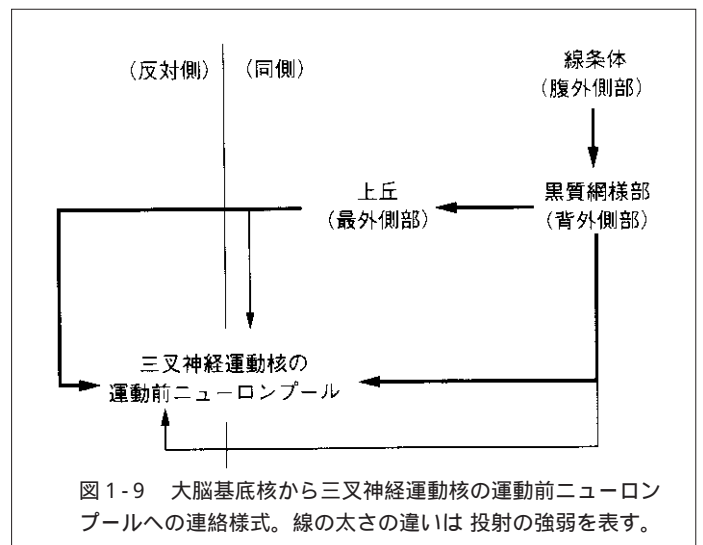 （反対側）
（同側）
線条体
（腹外側部）
上丘
（最外側部）
黒質網様部
（背外側部）
三叉神経運動核の
運動前ニューロンプール
図1-9　大脳基底核から三叉神経運動核の運動前ニューロン
プールへの連絡様式。線の太さの違いは 投射の強弱を表す。